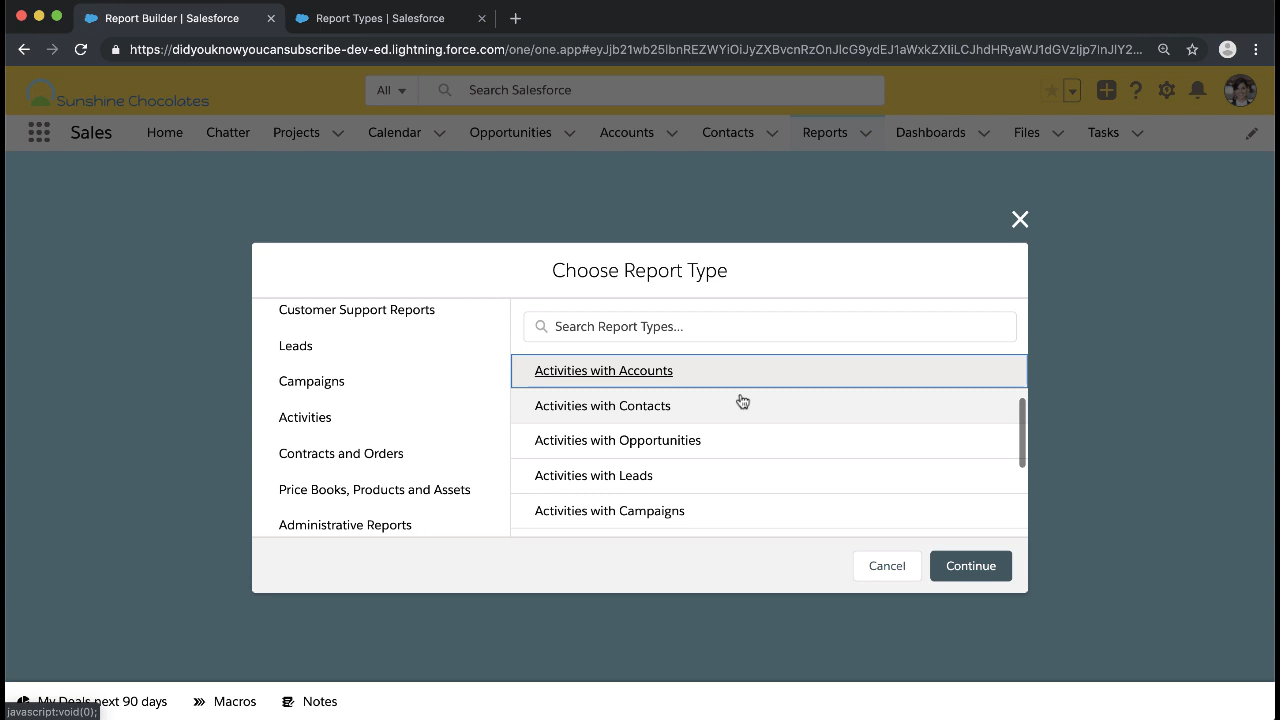 Report Builder | Salesforce
Report Types | Salesforce
https://didyouknowyoucansubscribe-dev-ed.lightning.force.com/one/one.app#eyJjb21wb25lbnREZWYiOiJyZXBvcnRzOnJlcG9ydEJ1aWxkZXIiLCJhdHRyaWJ1dGVzIjp7InJlY2...
Sunshine Chocolates
All
Search Salesforce
Sales
Home
Chatter
Projects
Calendar
Opportunities
Accounts
Contacts
Reports
Dashboards
Files
Tasks
Choose Report Type
Customer Support Reports
Leads
Campaigns
Activities
Contracts and Orders
Price Books, Products and Assets
Administrative Reports
Search Report Types...
Activities with Accounts
Activities with Contacts
Activities with Opportunities
Activities with Leads
Activities with Campaigns
Cancel
Continue
My Deals next 90 days
Macros
Notes
javascript:void(0);